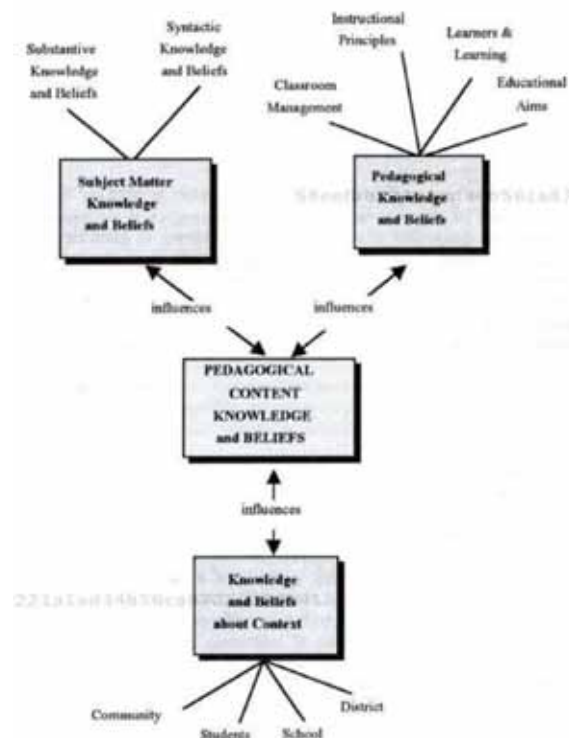 Instructional
Principles
Learners &
Learning
Syntactic
Knowledge
and Beliefs
Substantive
Knowledge
and Beliefs
Classroom
Management
Educational
Aims
Subject Matter
Knowledge
and Beliefs
Pedagogical
Knowledge
and Beliefs
influences
influences
PEDAGOGICAL
CONTENT
KNOWLEDGE
and BELIEFS
influences
Knowledge
and Beliefs
about Context
Community
Students
School
District